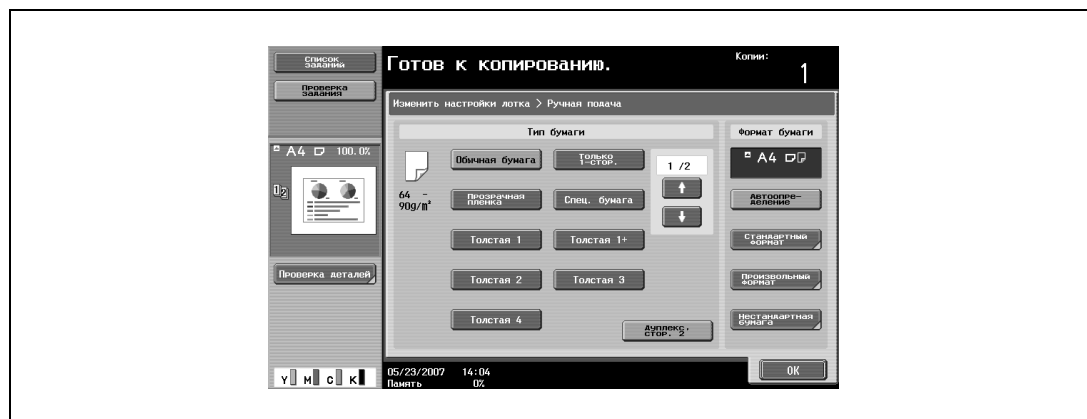 Список
заданий
Проверка
задания
Готов к копированию.
Копии:
1
Изменить настройки лотка > Ручная подача
A4 100.0%
12
Проверка деталей
Тип бумаги
64 -
90g/m²
Обычная бумага
Только
1-стор.
1 /2
Прозрачная
пленка
Спец. бумага
Толстая 1
Толстая 1+
Толстая 2
Толстая 3
Толстая 4
Дуплекс,
стор. 2
Формат бумаги
A4
Автоопре-
деление
Стандартный
формат
Произвольный
формат
Нестандартная
бумага
Y M C K
05/23/2007 14:04
Память 0%
OK